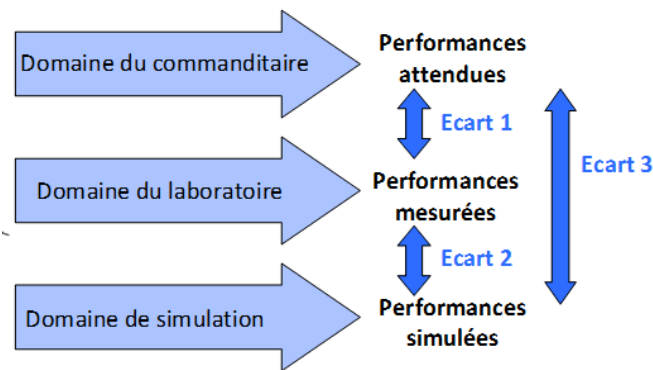 Domaine du commanditaire
Performances
attendues
Ecart 1
Ecart 3
Domaine du laboratoire
Performances
mesurées
Ecart 2
Domaine de simulation
Performances
simulées